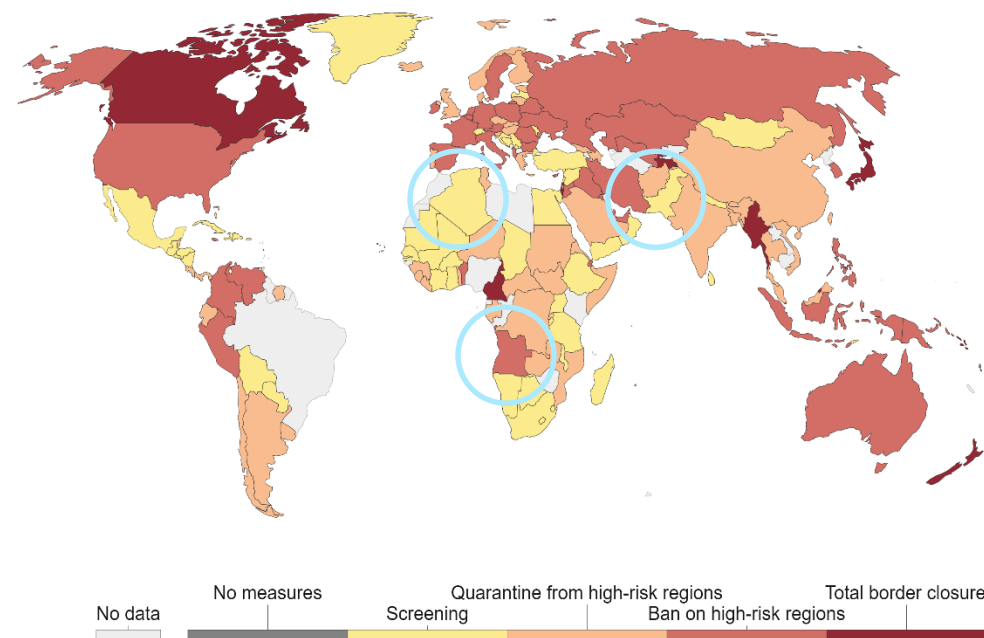 No measures
Quarantine from high-risk regions
Total border closure
No data
Screening
Ban on high-risk regions